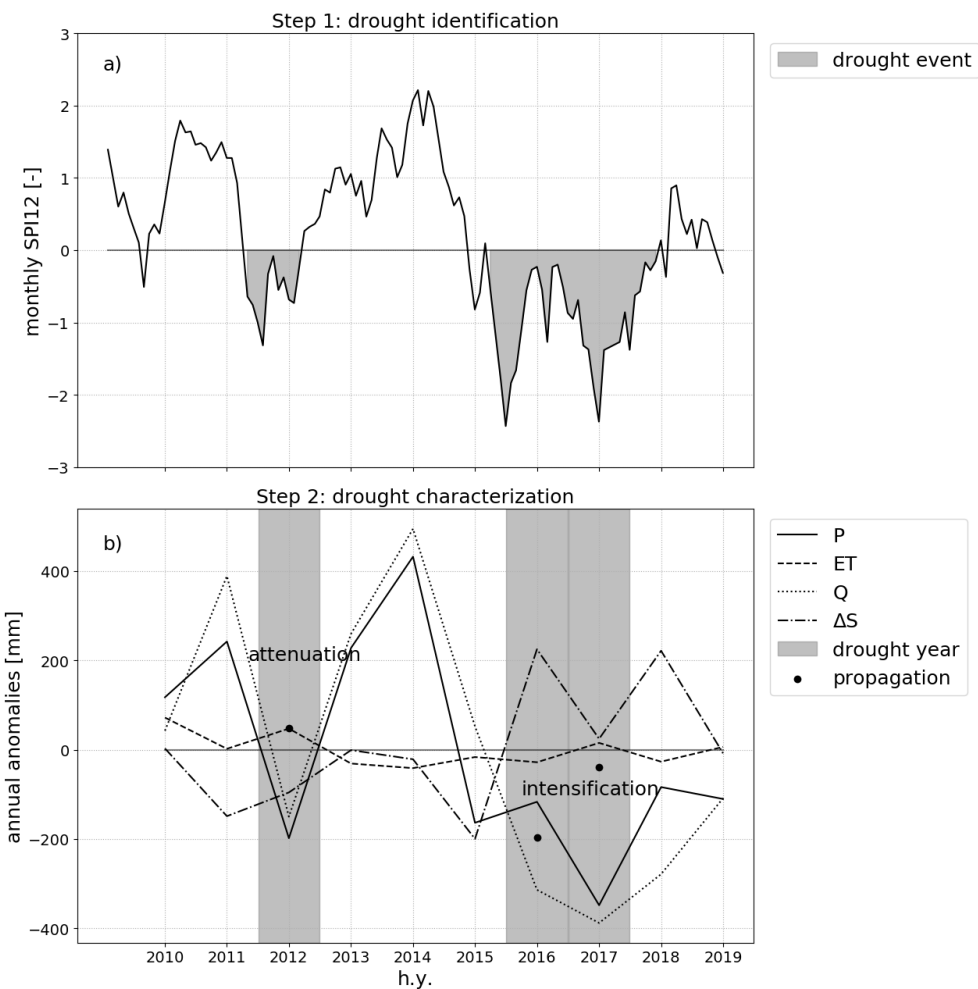 Step 1: drought identification
a)
drought event
3
2
1
0
−1
−2
−3
monthly SPI12 [-]
Step 2: drought characterization
b)
P
ET
Q
ΔS
drought year
propagation
attenuation
intensification
400
200
0
−200
−400
annual anomalies [mm]
2010 2011 2012 2013 2014 2015 2016 2017 2018 2019
h.y.